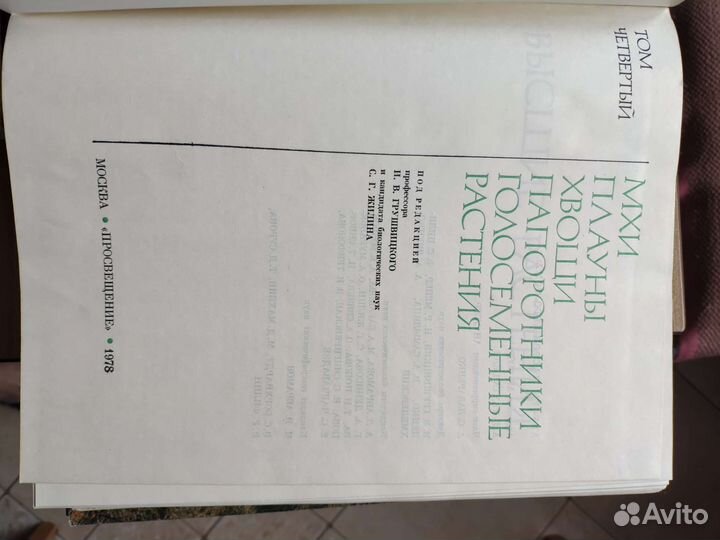 ТОМ
ЧЕТВЕРТЫЙ
МХИ
ПЛАУНЫ
ХВОЩИ
ПАПОРОТНИКИ
ГОЛОСЕМЕННЫЕ
РАСТЕНИЯ
ПОД РЕДАКЦИЕЙ
профессора
И. В. ГРУШВИЦКОГО
и кандидата биологических наук
С. Г. ЖИЛИНА
МОСКВА • «ПРОСВЕЩЕНИЕ» • 1978
Avito